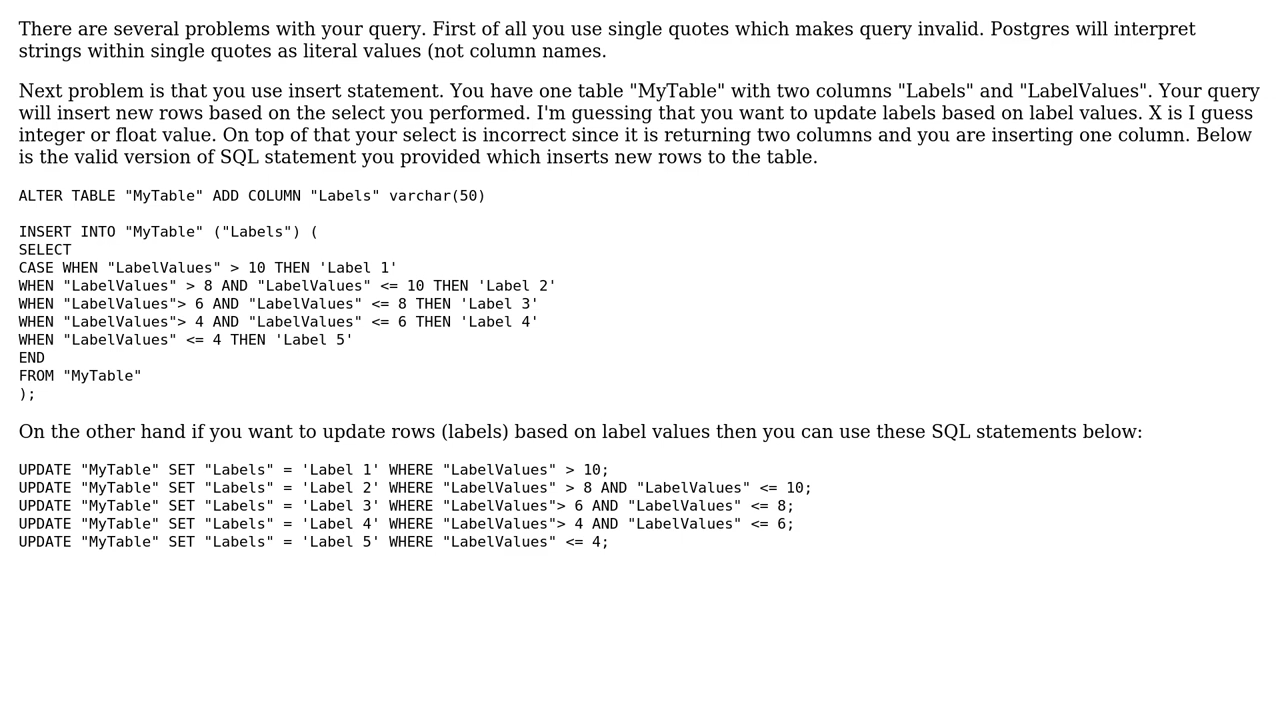 There are several problems with your query. First of all you use single quotes which makes query invalid. Postgres will interpret
strings within single quotes as literal values (not column names.
Next problem is that you use insert statement. You have one table "MyTable" with two columns "Labels" and "LabelValues". Your query
will insert new rows based on the select you performed. I'm guessing that you want to update labels based on label values. X is I guess
integer or float value. On top of that your select is incorrect since it is returning two columns and you are inserting one column. Below
is the valid version of SQL statement you provided which inserts new rows to the table.
ALTER TABLE "MyTable" ADD COLUMN "Labels" varchar(50)
INSERT INTO "MyTable" ("Labels") (
SELECT
CASE WHEN "LabelValues" > 10 THEN 'Label 1'
WHEN "LabelValues" > 8 AND "LabelValues" <= 10 THEN 'Label 2'
WHEN "LabelValues"> 6 AND "LabelValues" <= 8 THEN 'Label 3'
WHEN "LabelValues"> 4 AND "LabelValues" <= 6 THEN 'Label 4'
WHEN "LabelValues" <= 4 THEN 'Label 5'
END
FROM "MyTable"
);
On the other hand if you want to update rows (labels) based on label values then you can use these SQL statements below:
UPDATE "MyTable" SET "Labels" = 'Label 1' WHERE "LabelValues" > 10;
UPDATE "MyTable" SET "Labels" = 'Label 2' WHERE "LabelValues" > 8 AND "LabelValues" <= 10;
UPDATE "MyTable" SET "Labels" = 'Label 3' WHERE "LabelValues"> 6 AND "LabelValues" <= 8;
UPDATE "MyTable" SET "Labels" = 'Label 4' WHERE "LabelValues"> 4 AND "LabelValues" <= 6;
UPDATE "MyTable" SET "Labels" = 'Label 5' WHERE "LabelValues" <= 4;